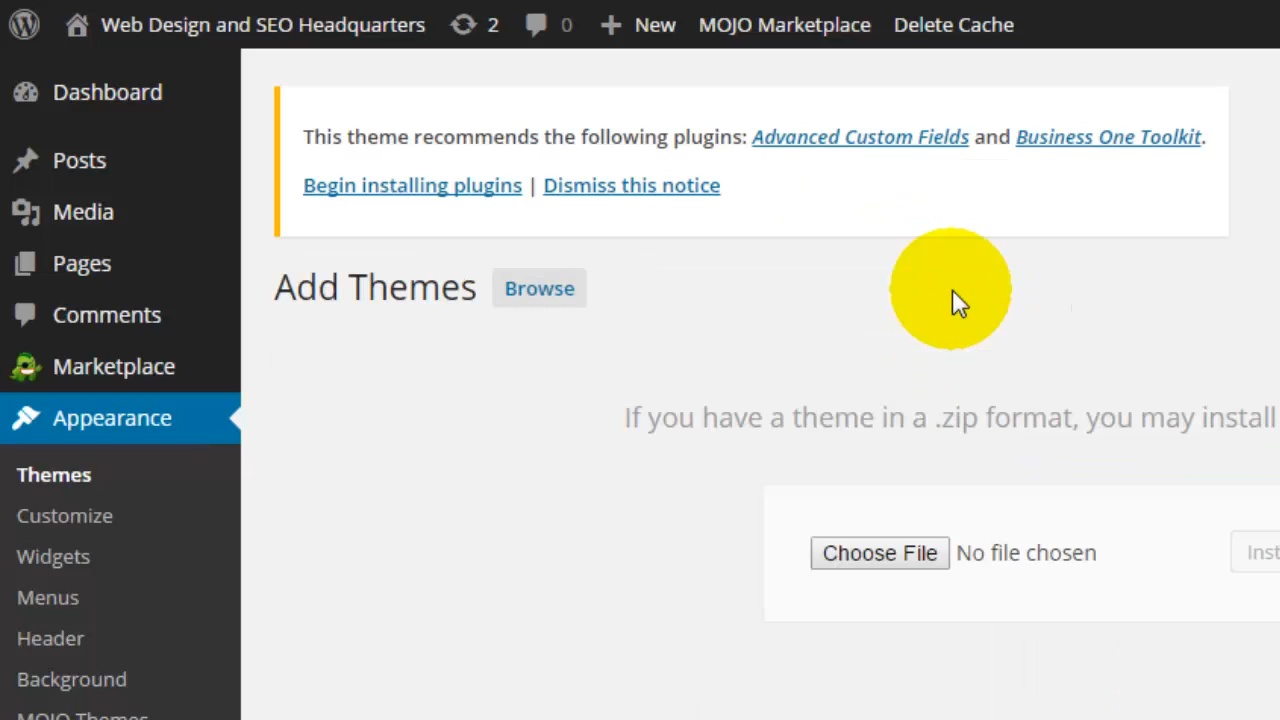 Web Design and SEO Headquarters 2 0 New MOJO Marketplace Delete Cache
Dashboard
Posts
Media
Pages
Comments
Marketplace
Appearance
Themes
Customize
Widgets
Menus
Header
Background
MOJO Themes
This theme recommends the following plugins: Advanced Custom Fields and Business One Toolkit.
Begin installing plugins | Dismiss this notice
Add Themes Browse
If you have a theme in a .zip format, you may install
Choose File No file chosen Inst